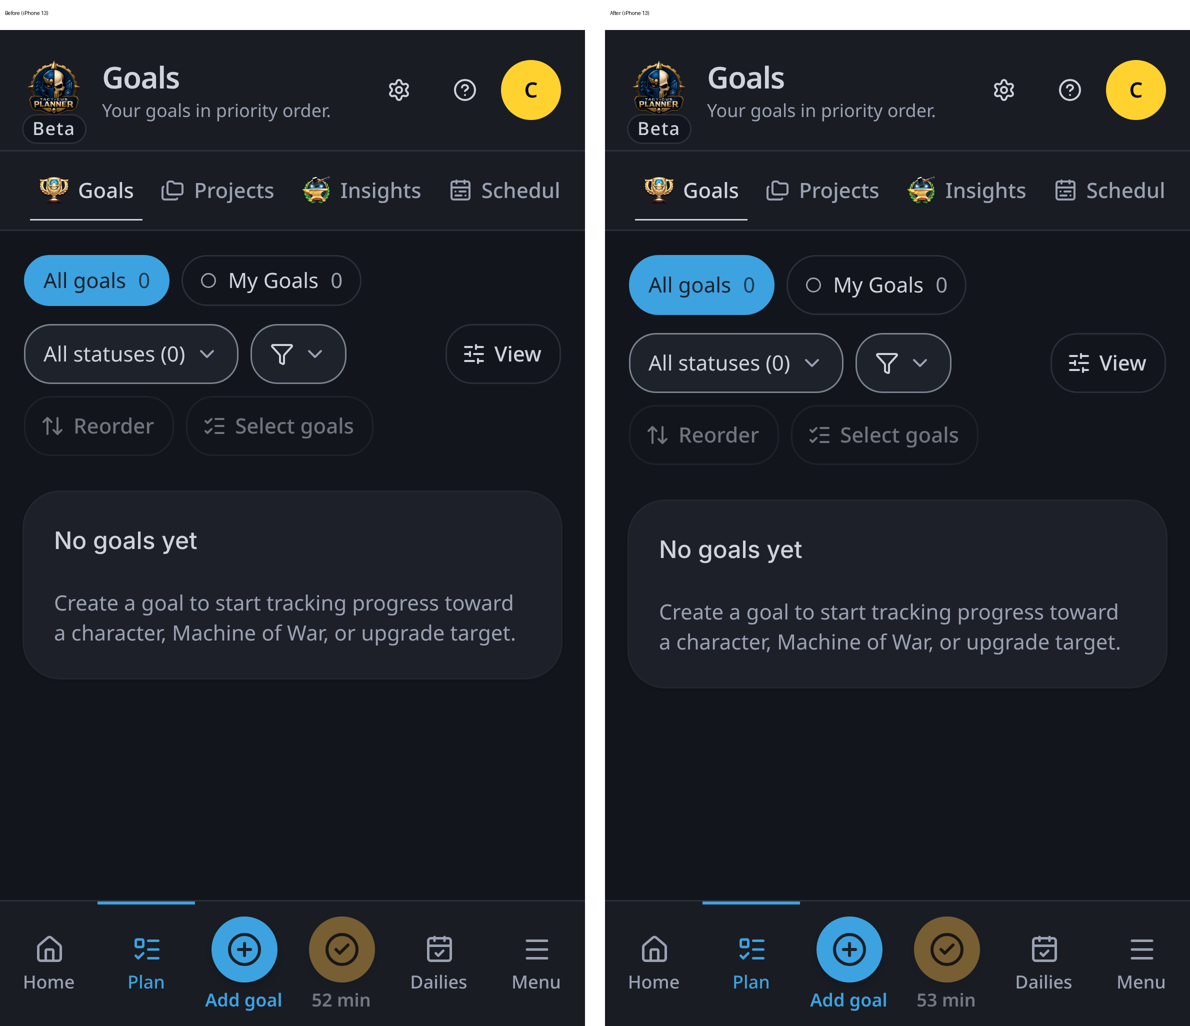 Before (iPhone 13)
Goals
Your goals in priority order.
PLANNER
Beta
C
Goals
Projects
Insights
Schedul
All goals 0
My Goals 0
All statuses (0)
View
Reorder
Select goals
No goals yet
Create a goal to start tracking progress toward
a character, Machine of War, or upgrade target.
Home
Plan
Add goal
52 min
Dailies
Menu
After (iPhone 13)
Goals
Your goals in priority order.
PLANNER
Beta
C
Goals
Projects
Insights
Schedul
All goals 0
My Goals 0
All statuses (0)
View
Reorder
Select goals
No goals yet
Create a goal to start tracking progress toward
a character, Machine of War, or upgrade target.
Home
Plan
Add goal
53 min
Dailies
Menu